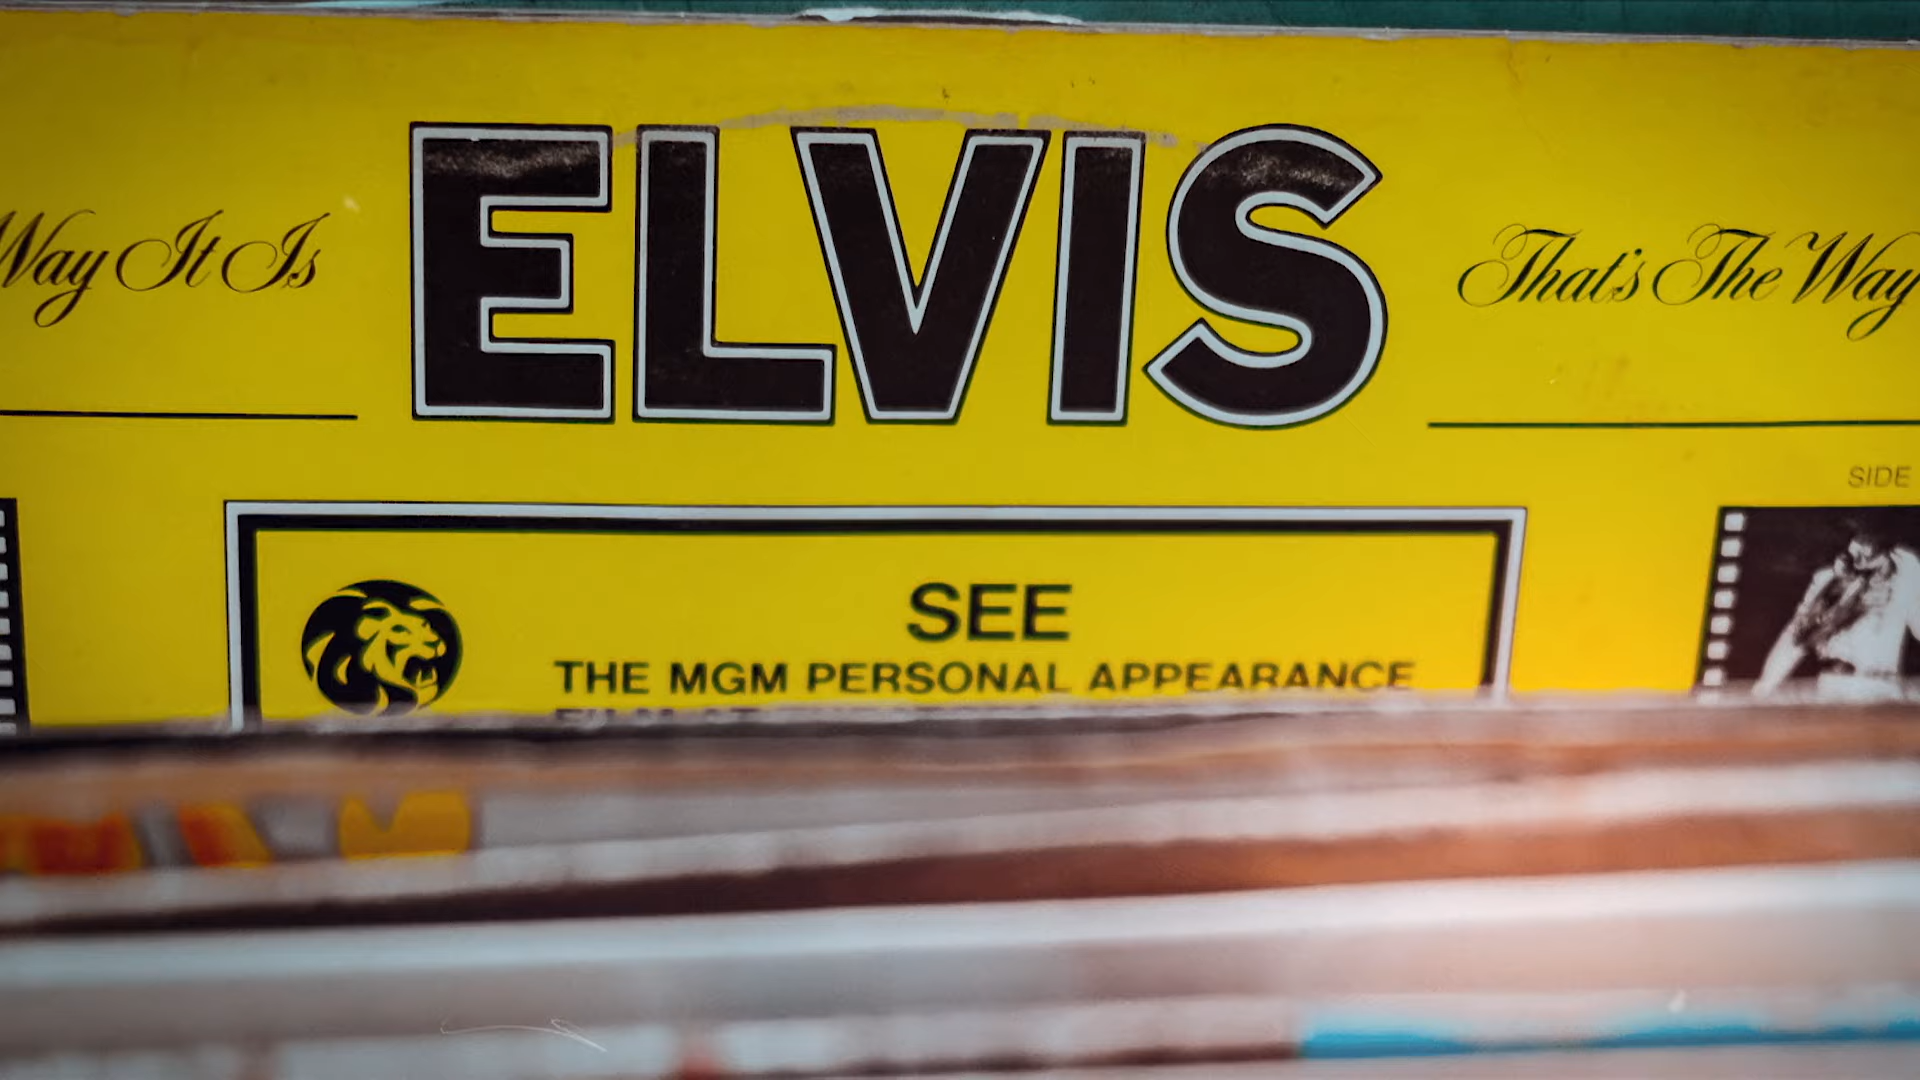 Way It Is
ELVIS
That's The Way
SIDE
SEE
THE MGM PERSONAL APPEARANCE